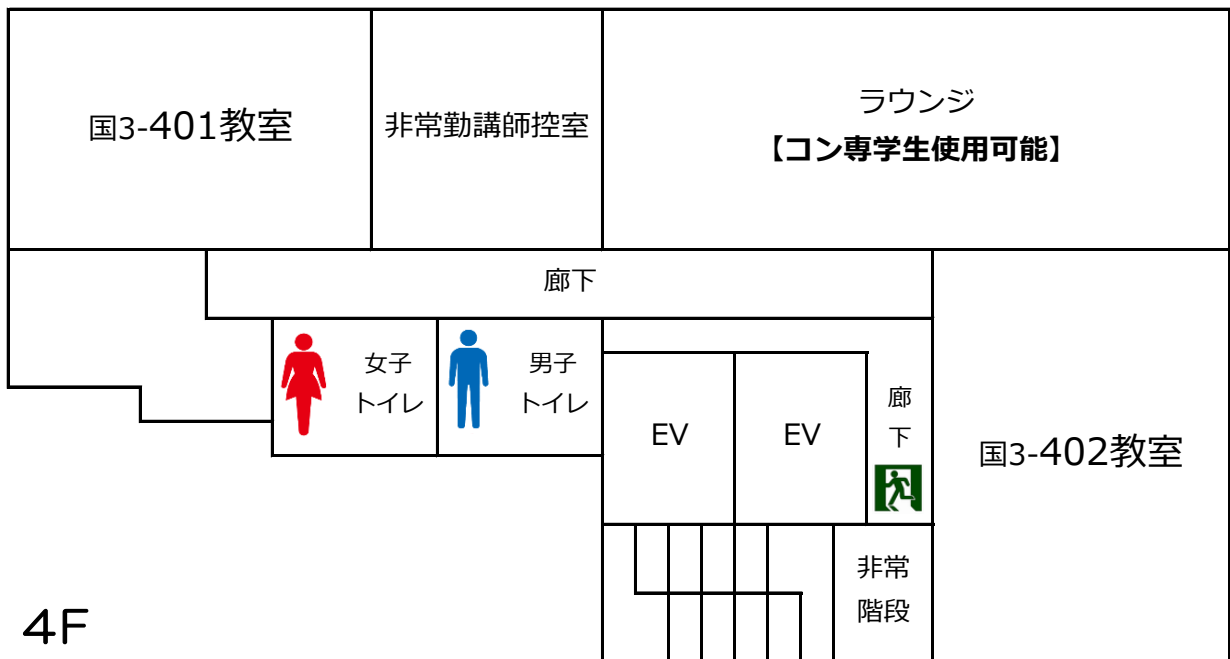 国3-401教室
非常勤講師控室
ラウンジ
【コン専学生使用可能】
廊下
女子
トイレ
男子
トイレ
EV
EV
廊
下
国3-402教室
非常
階段
4F